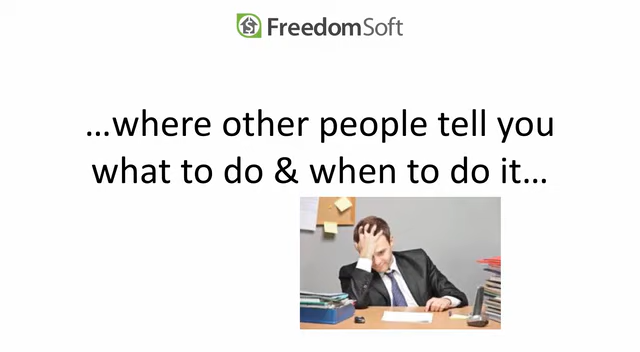 FreedomSoft
...where other people tell you
what to do & when to do it...